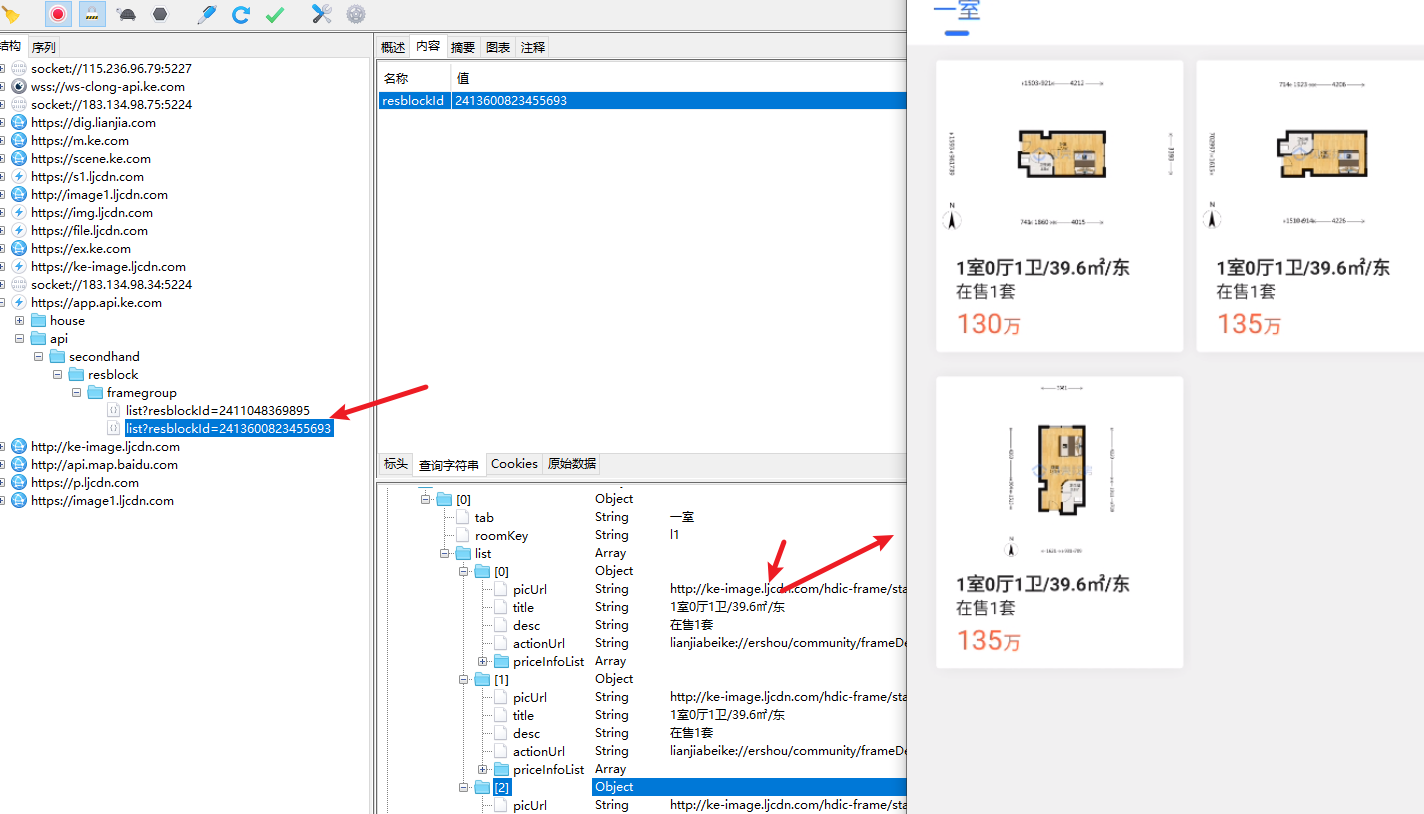 结构 序列
socket://115.236.96.79:5227
wss://ws-clong-api.ke.com
socket://183.134.98.75:5224
https://dig.lianjia.com
https://m.ke.com
https://scene.ke.com
https://s1.ljcdn.com
http://image1.ljcdn.com
https://img.ljcdn.com
https://file.ljcdn.com
https://ex.ke.com
https://ke-image.ljcdn.com
socket://183.134.98.34:5224
https://app.api.ke.com
house
api
secondhand
resblock
framegroup
list?resblockId=2411048369895
list?resblockId=2413600823455693
http://ke-image.ljcdn.com
http://api.map.baidu.com
https://p.ljcdn.com
https://image1.ljcdn.com
概述 内容 摘要 图表 注释
名称 值
resblockId 2413600823455693
标头 查询字符串 Cookies 原始数据
[0] Object
tab String 一室
roomKey String l1
list Array
[0] Object
picUrl String http://ke-image.ljcdn.com/hdic-frame/sta
title String 1室0厅1卫/39.6㎡/东
desc String 在售1套
actionUrl String lianjiabeike://ershou/community/frameDe
priceInfoList Array
[1] Object
picUrl String http://ke-image.ljcdn.com/hdic-frame/sta
title String 1室0厅1卫/39.6㎡/东
desc String 在售1套
actionUrl String lianjiabeike://ershou/community/frameDe
priceInfoList Array
[2] Object
picUrl String http://ke-image.ljcdn.com/hdic-frame/sta
一室
N
1室0厅1卫/39.6㎡/东
在售1套
130万
N
1室0厅1卫/39.6㎡/东
在售1套
135万
N
1室0厅1卫/39.6㎡/东
在售1套
135万